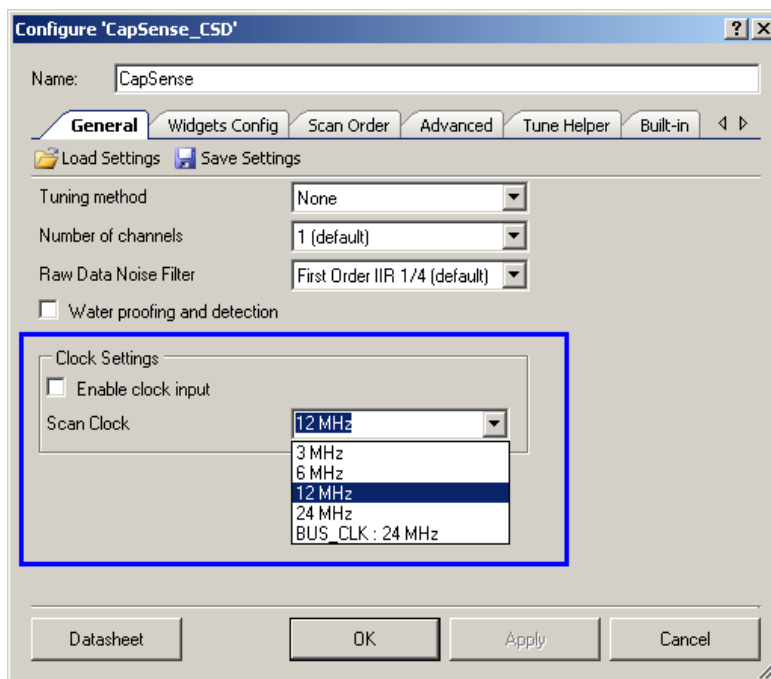 Configure 'CapSense_CSD'
Name: CapSense
General Widgets Config Scan Order Advanced Tune Helper Built-in
Load Settings Save Settings
Tuning method None
Number of channels 1 (default)
Raw Data Noise Filter First Order IIR 1/4 (default)
Water proofing and detection
Clock Settings
Enable clock input
Scan Clock 12 MHz
3 MHz
6 MHz
12 MHz
24 MHz
BUS_CLK : 24 MHz
Datasheet OK Apply Cancel